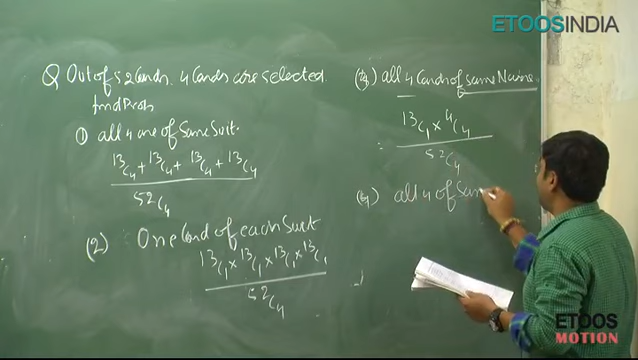 ETOOSINDIA
Q Out of 52 Cards. 4 Cards are selected
find Prob
① all 4 are of Same Suit.
¹³C₄ + ¹³C₄ + ¹³C₄ + ¹³C₄
⁵²C₄
(2) One Card of each Suit
¹³C₁ × ¹³C₁ × ¹³C₁ × ¹³C₁
⁵²C₄
all 4 Cards of same Name
¹³C₁ × ⁴C₄
⁵²C₄
all 4 of Sam
ETOOS
MOTION